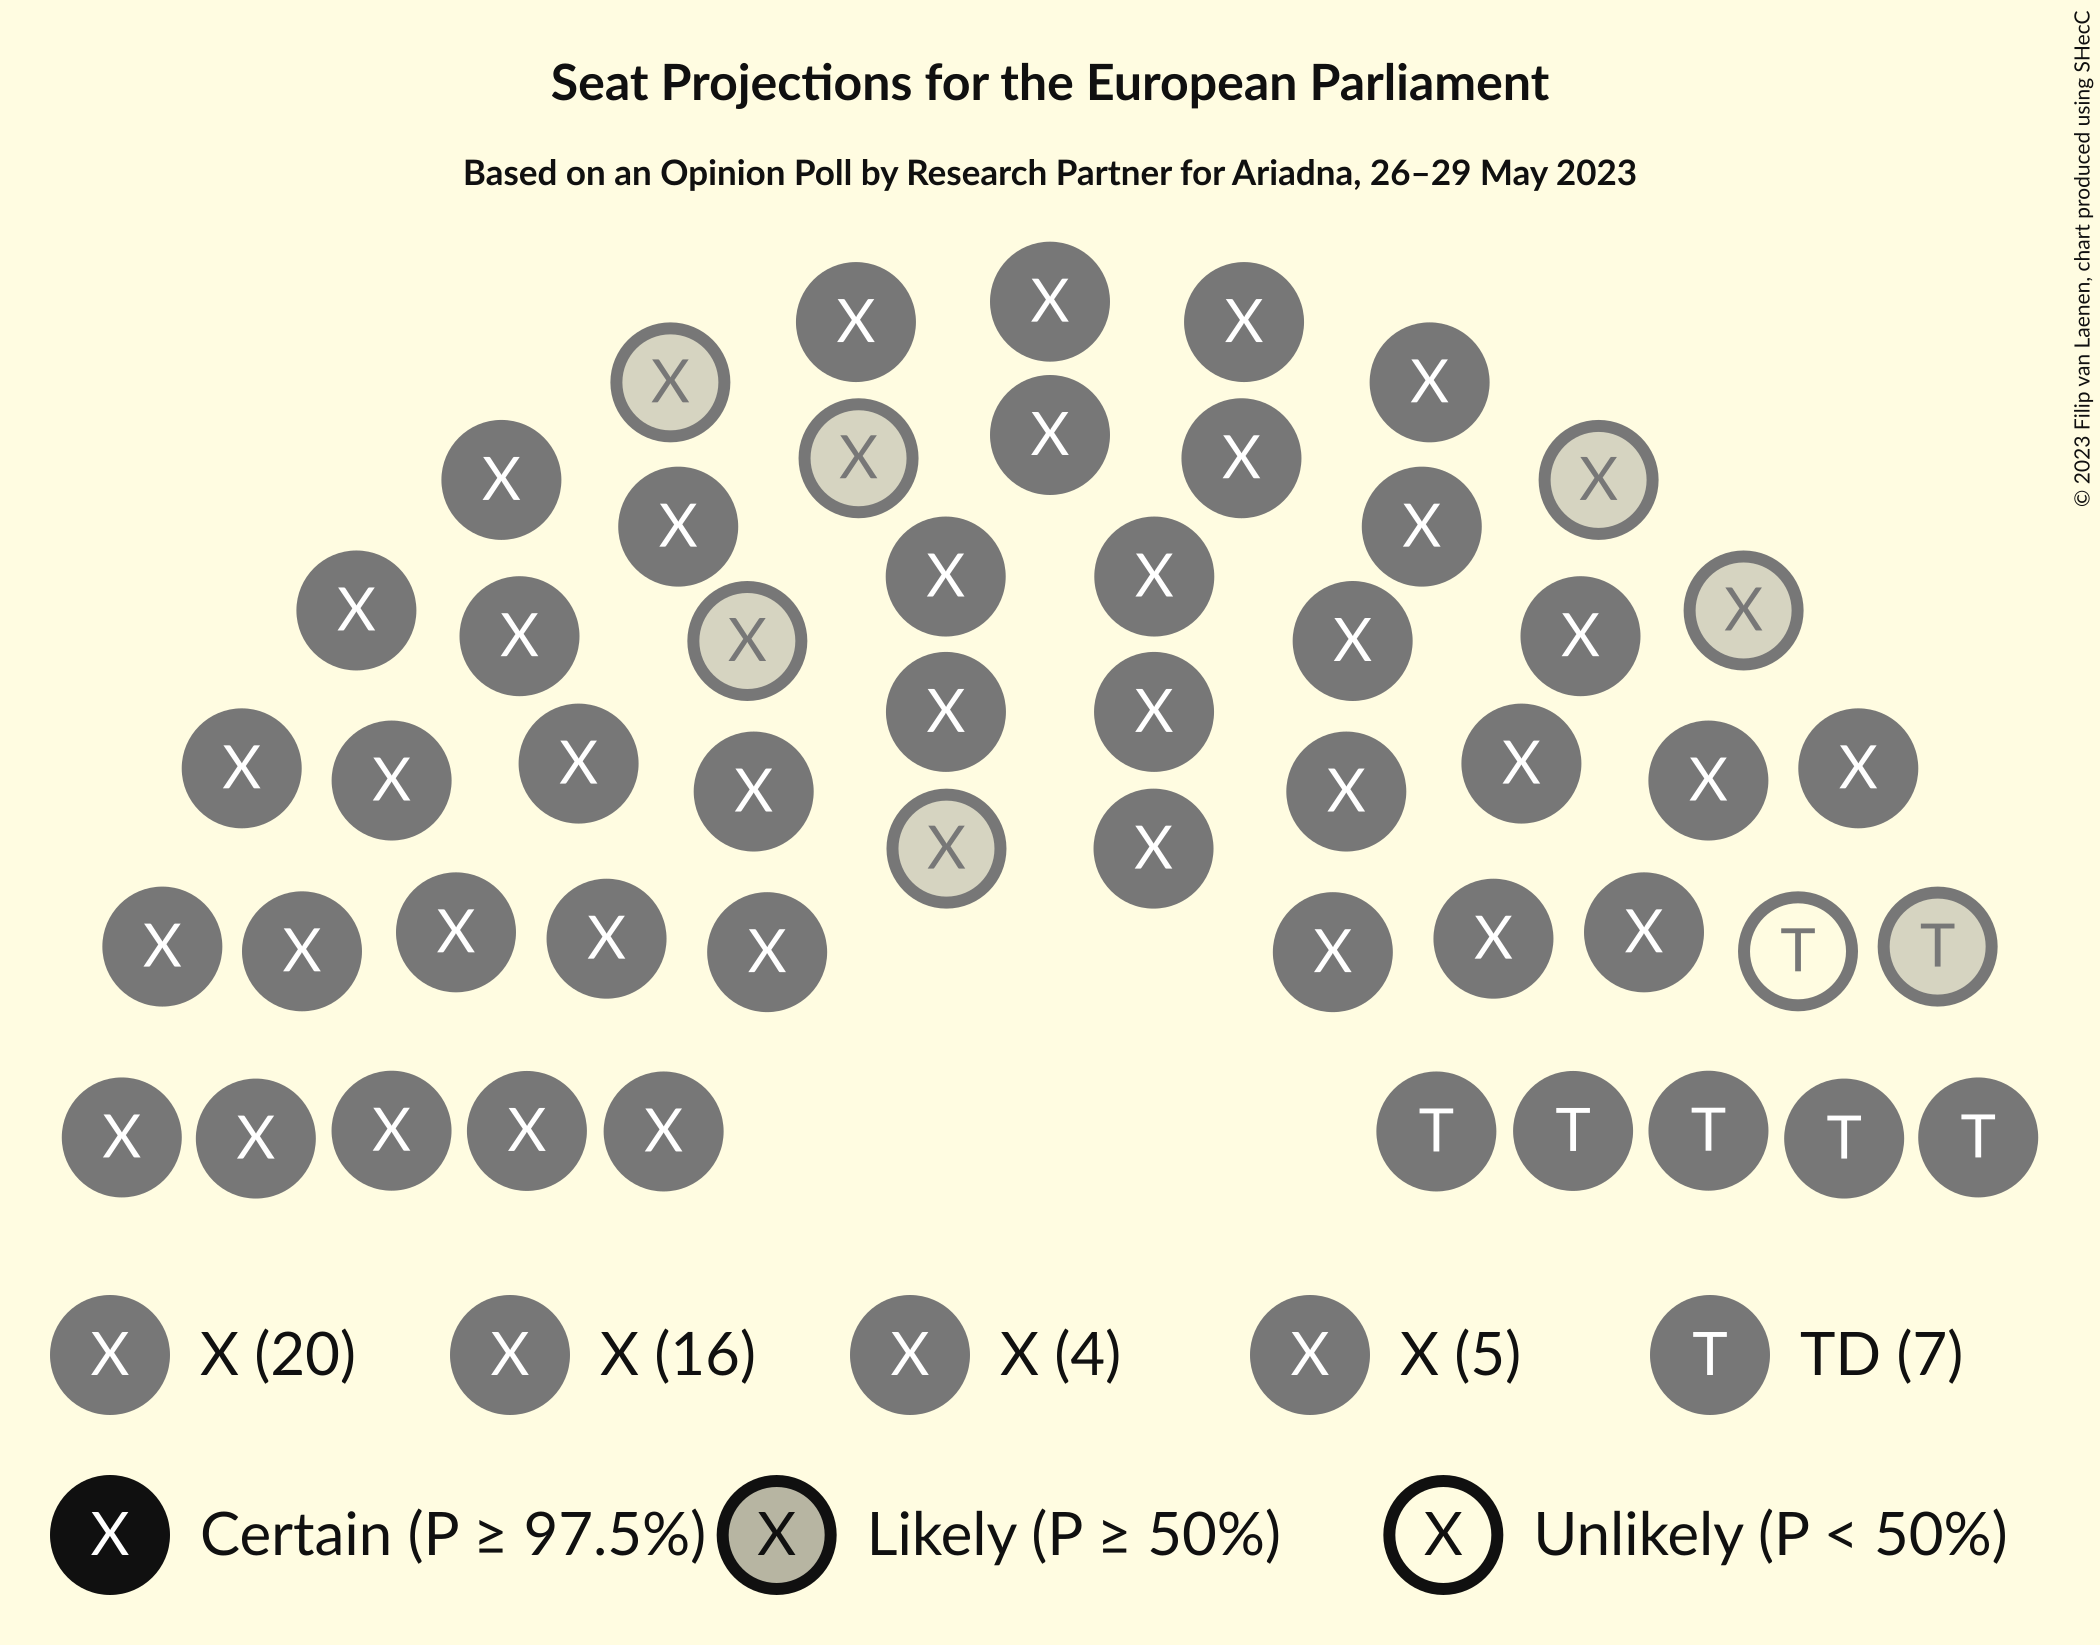 Seat Projections for the European Parliament
Based on an Opinion Poll by Research Partner for Ariadna, 26–29 May 2023
© 2023 Filip van Laenen, chart produced using SHecC
X X X
X X
X X X X X
X X X X
X X
X X X X
X X X X
X X
X X X X
X X X X
X X
X X X X X X T T
X X
X X X X X T T T T T
X X (20) X X (16) X X (4) X X (5) T TD (7)
X Certain (P ≥ 97.5%) X Likely (P ≥ 50%) X Unlikely (P < 50%)